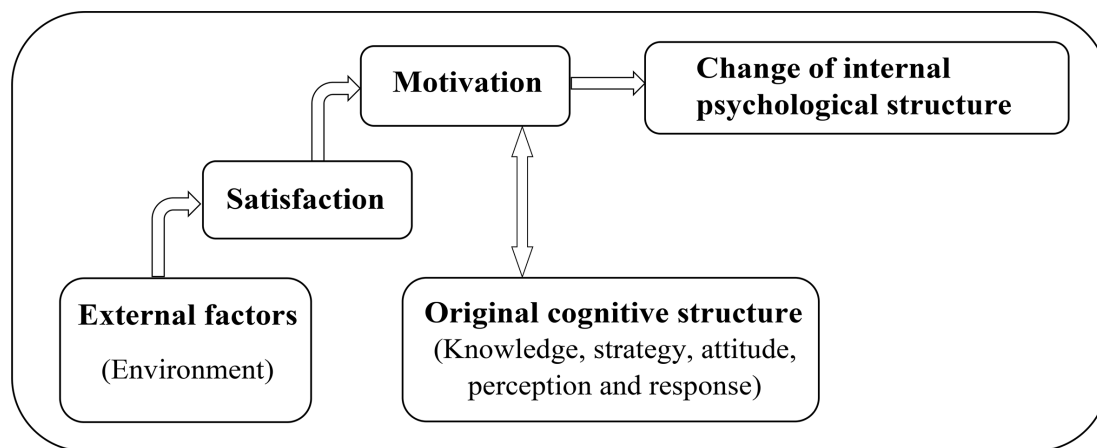 Motivation
Change of internal
psychological structure
Satisfaction
External factors
(Environment)
Original cognitive structure
(Knowledge, strategy, attitude,
perception and response)